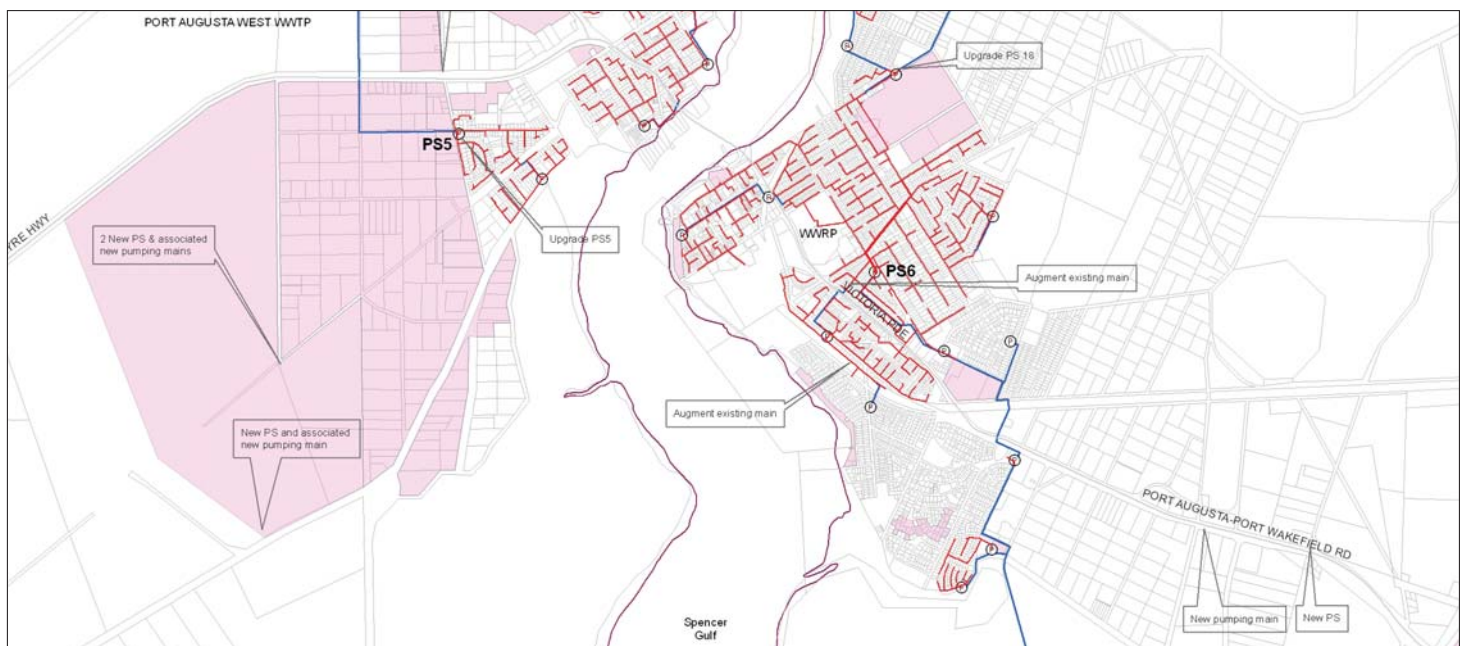 PORT AUGUSTA WEST WWTP
Upgrade PS 16
PS5
YRE HWY
2 New PS & associated
new pumping mains
Upgrade PS5
WWRP
PS6
Augment existing main
VICTORIA PDE
Augment existing main
New PS and associated
new pumping main
PORT AUGUSTA-PORT WAKEFIELD RD
New pumping main
New PS
Spencer
Gulf